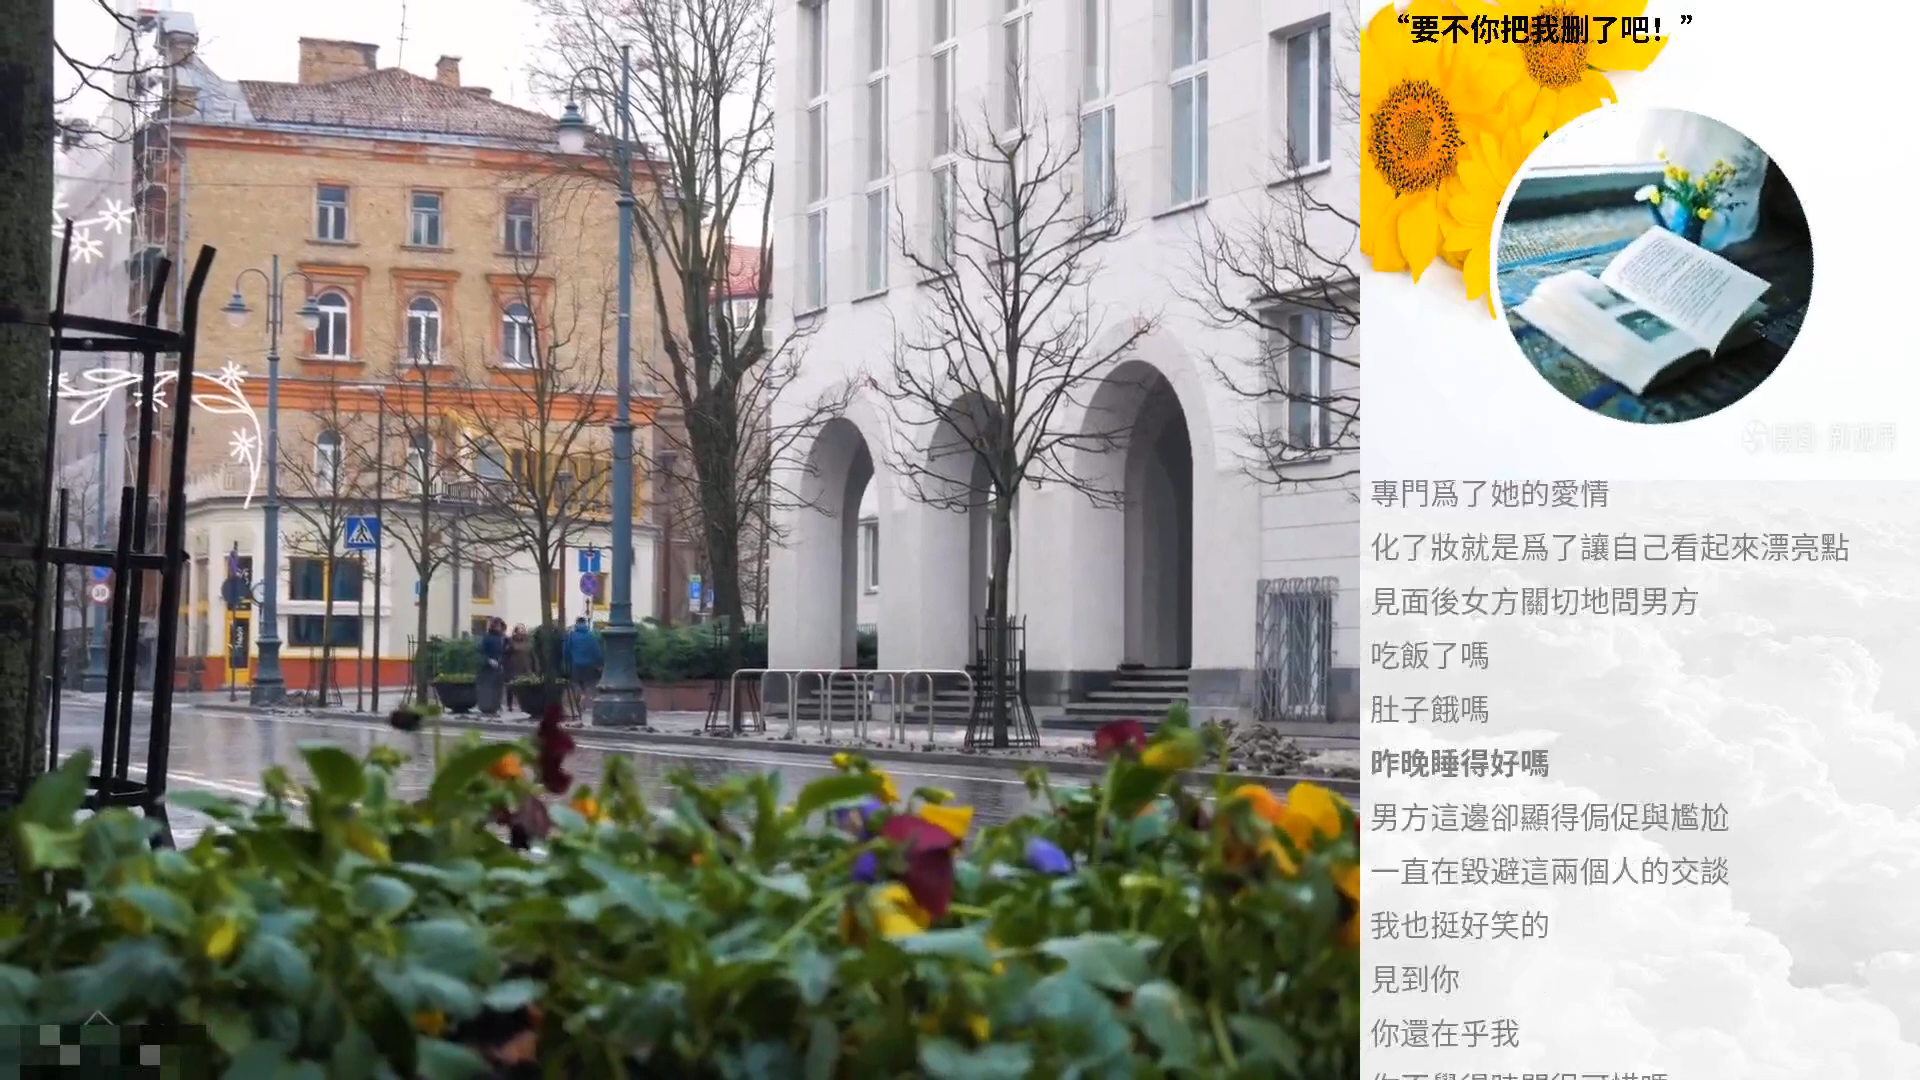 “要不你把我删了吧！”
專門爲了她的愛情
化了妝就是爲了讓自己看起來漂亮點
見面後女方關切地問男方
吃飯了嗎
肚子餓嗎
昨晚睡得好嗎
男方這邊卻顯得侷促與尷尬
一直在毀避這兩個人的交談
我也挺好笑的
見到你
你還在乎我